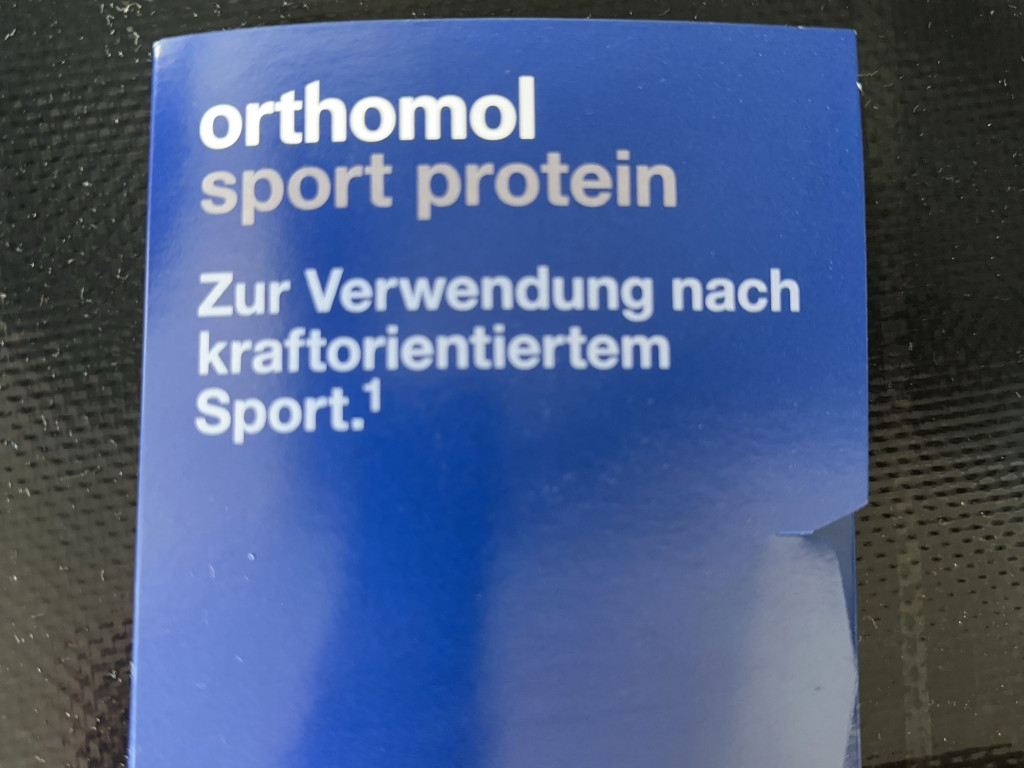 orthomol
sport protein
Zur Verwendung nach
kraftorientiertem
Sport.¹